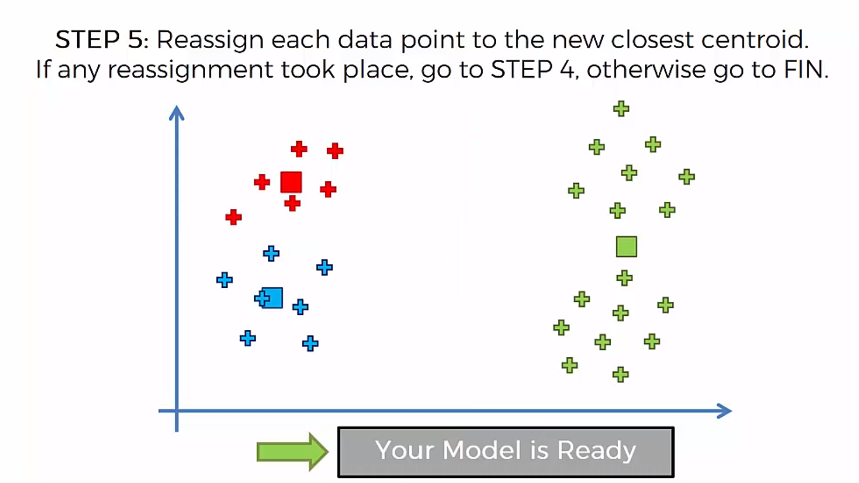 STEP 5: Reassign each data point to the new closest centroid.
If any reassignment took place, go to STEP 4, otherwise go to FIN.
Your Model is Ready